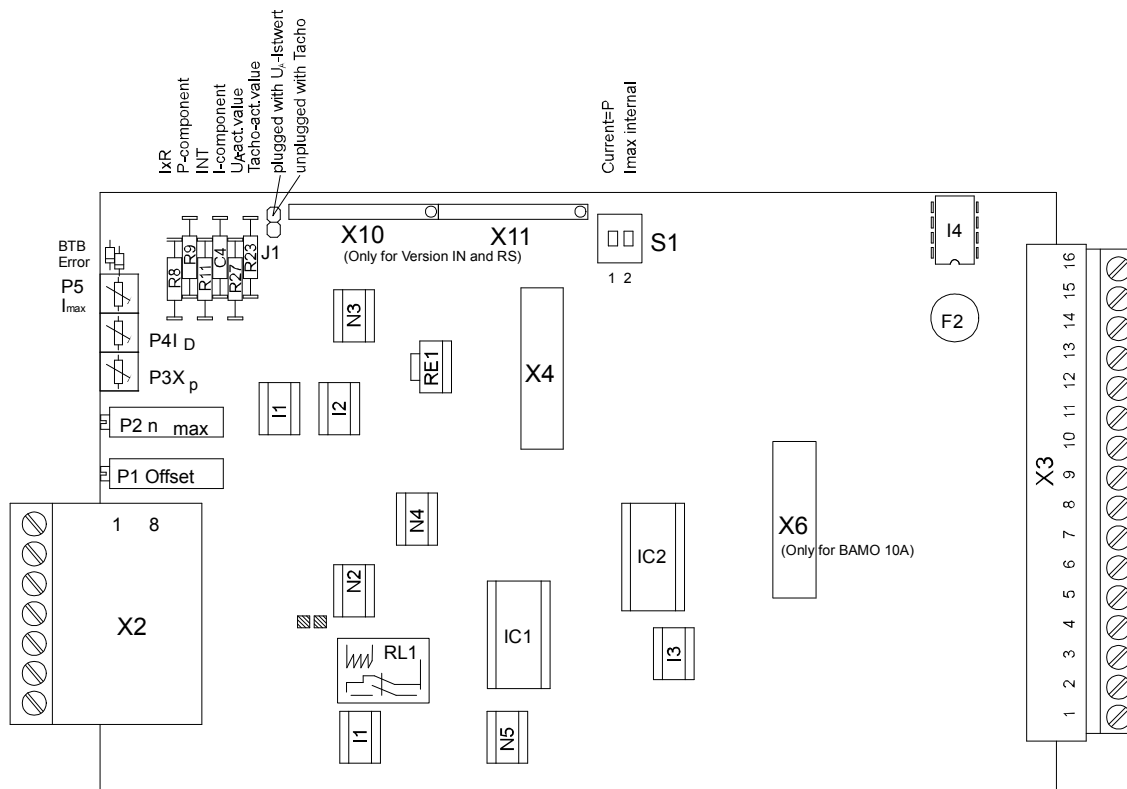 IxR
P-component
INT
I-component
UA-act.value
Tacho-act.value
plugged with UA-Istwert
unplugged with Tacho
Current=P
Imax internal
BTB
Error
P5
Imax
P4 ID
P3 Xp
P2 n max
P1 Offset
R8
R9
R11
C4
R27
R23
J1
X10
X11
(Only for Version IN and RS)
S1
1 2
I4
F2
N3
RE1
X4
I1
I2
N4
N2
RL1
IC1
I1
N5
IC2
I3
X6
(Only for BAMO 10A)
1 8
X2
X3
16
15
14
13
12
11
10
9
8
7
6
5
4
3
2
1